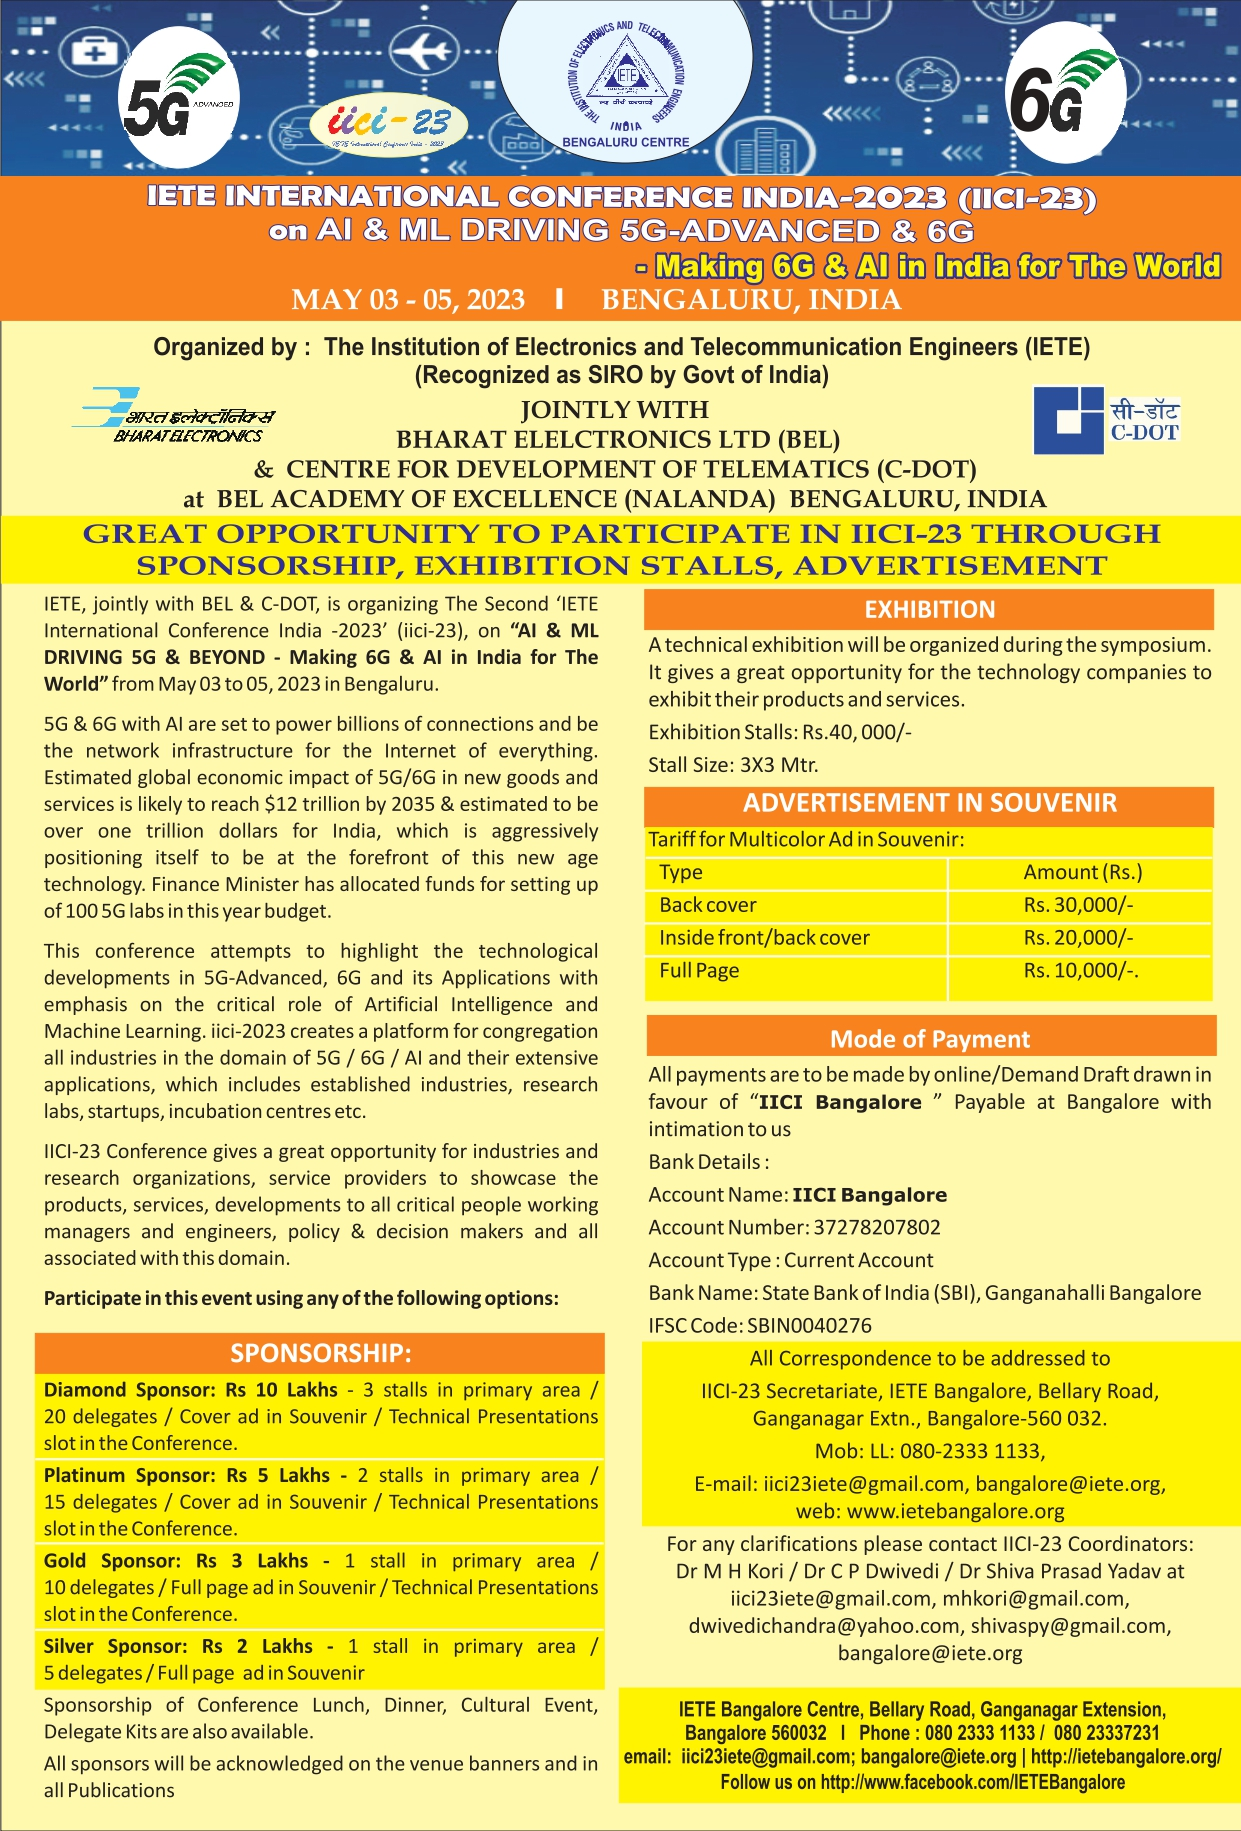 5G ADVANCED
iici-23
IETE International Conference India - 2023
THE INSTITUTION OF ELECTRONICS AND TELECOMMUNICATION ENGINEERS
IETE
INDIA
BENGALURU CENTRE
6G
IETE INTERNATIONAL CONFERENCE INDIA-2023 (IICI-23)
on AI & ML DRIVING 5G-ADVANCED & 6G
- Making 6G & AI in India for The World
MAY 03 - 05, 2023 I BENGALURU, INDIA
Organized by : The Institution of Electronics and Telecommunication Engineers (IETE)
(Recognized as SIRO by Govt of India)
भारत इलेक्ट्रॉनिक्स
BHARAT ELECTRONICS
JOINTLY WITH
BHARAT ELELCTRONICS LTD (BEL)
& CENTRE FOR DEVELOPMENT OF TELEMATICS (C-DOT)
at BEL ACADEMY OF EXCELLENCE (NALANDA) BENGALURU, INDIA
सी-डॉट
C-DOT
GREAT OPPORTUNITY TO PARTICIPATE IN IICI-23 THROUGH
SPONSORSHIP, EXHIBITION STALLS, ADVERTISEMENT
IETE, jointly with BEL & C-DOT, is organizing The Second ‘IETE
International Conference India -2023’ (iici-23), on “AI & ML
DRIVING 5G & BEYOND - Making 6G & AI in India for The
World” from May 03 to 05, 2023 in Bengaluru.
5G & 6G with AI are set to power billions of connections and be
the network infrastructure for the Internet of everything.
Estimated global economic impact of 5G/6G in new goods and
services is likely to reach $12 trillion by 2035 & estimated to be
over one trillion dollars for India, which is aggressively
positioning itself to be at the forefront of this new age
technology. Finance Minister has allocated funds for setting up
of 100 5G labs in this year budget.
This conference attempts to highlight the technological
developments in 5G-Advanced, 6G and its Applications with
emphasis on the critical role of Artificial Intelligence and
Machine Learning. iici-2023 creates a platform for congregation
all industries in the domain of 5G / 6G / AI and their extensive
applications, which includes established industries, research
labs, startups, incubation centres etc.
IICI-23 Conference gives a great opportunity for industries and
research organizations, service providers to showcase the
products, services, developments to all critical people working
managers and engineers, policy & decision makers and all
associated with this domain.
Participate in this event using any of the following options:
SPONSORSHIP:
Diamond Sponsor: Rs 10 Lakhs - 3 stalls in primary area /
20 delegates / Cover ad in Souvenir / Technical Presentations
slot in the Conference.
Platinum Sponsor: Rs 5 Lakhs - 2 stalls in primary area /
15 delegates / Cover ad in Souvenir / Technical Presentations
slot in the Conference.
Gold Sponsor: Rs 3 Lakhs - 1 stall in primary area /
10 delegates / Full page ad in Souvenir / Technical Presentations
slot in the Conference.
Silver Sponsor: Rs 2 Lakhs - 1 stall in primary area /
5 delegates / Full page ad in Souvenir
Sponsorship of Conference Lunch, Dinner, Cultural Event,
Delegate Kits are also available.
All sponsors will be acknowledged on the venue banners and in
all Publications
EXHIBITION
A technical exhibition will be organized during the symposium.
It gives a great opportunity for the technology companies to
exhibit their products and services.
Exhibition Stalls: Rs.40, 000/-
Stall Size: 3X3 Mtr.
ADVERTISEMENT IN SOUVENIR
Tariff for Multicolor Ad in Souvenir:
Type Amount (Rs.)
Back cover Rs. 30,000/-
Inside front/back cover Rs. 20,000/-
Full Page Rs. 10,000/-.
Mode of Payment
All payments are to be made by online/Demand Draft drawn in
favour of “IICI Bangalore ” Payable at Bangalore with
intimation to us
Bank Details :
Account Name: IICI Bangalore
Account Number: 37278207802
Account Type : Current Account
Bank Name: State Bank of India (SBI), Ganganahalli Bangalore
IFSC Code: SBIN0040276
All Correspondence to be addressed to
IICI-23 Secretariate, IETE Bangalore, Bellary Road,
Ganganagar Extn., Bangalore-560 032.
Mob: LL: 080-2333 1133,
E-mail: iici23iete@gmail.com, bangalore@iete.org,
web: www.ietebangalore.org
For any clarifications please contact IICI-23 Coordinators:
Dr M H Kori / Dr C P Dwivedi / Dr Shiva Prasad Yadav at
iici23iete@gmail.com, mhkori@gmail.com,
dwivedichandra@yahoo.com, shivaspy@gmail.com,
bangalore@iete.org
IETE Bangalore Centre, Bellary Road, Ganganagar Extension,
Bangalore 560032 I Phone : 080 2333 1133 / 080 23337231
email: iici23iete@gmail.com; bangalore@iete.org | http://ietebangalore.org/
Follow us on http://www.facebook.com/IETEBangalore